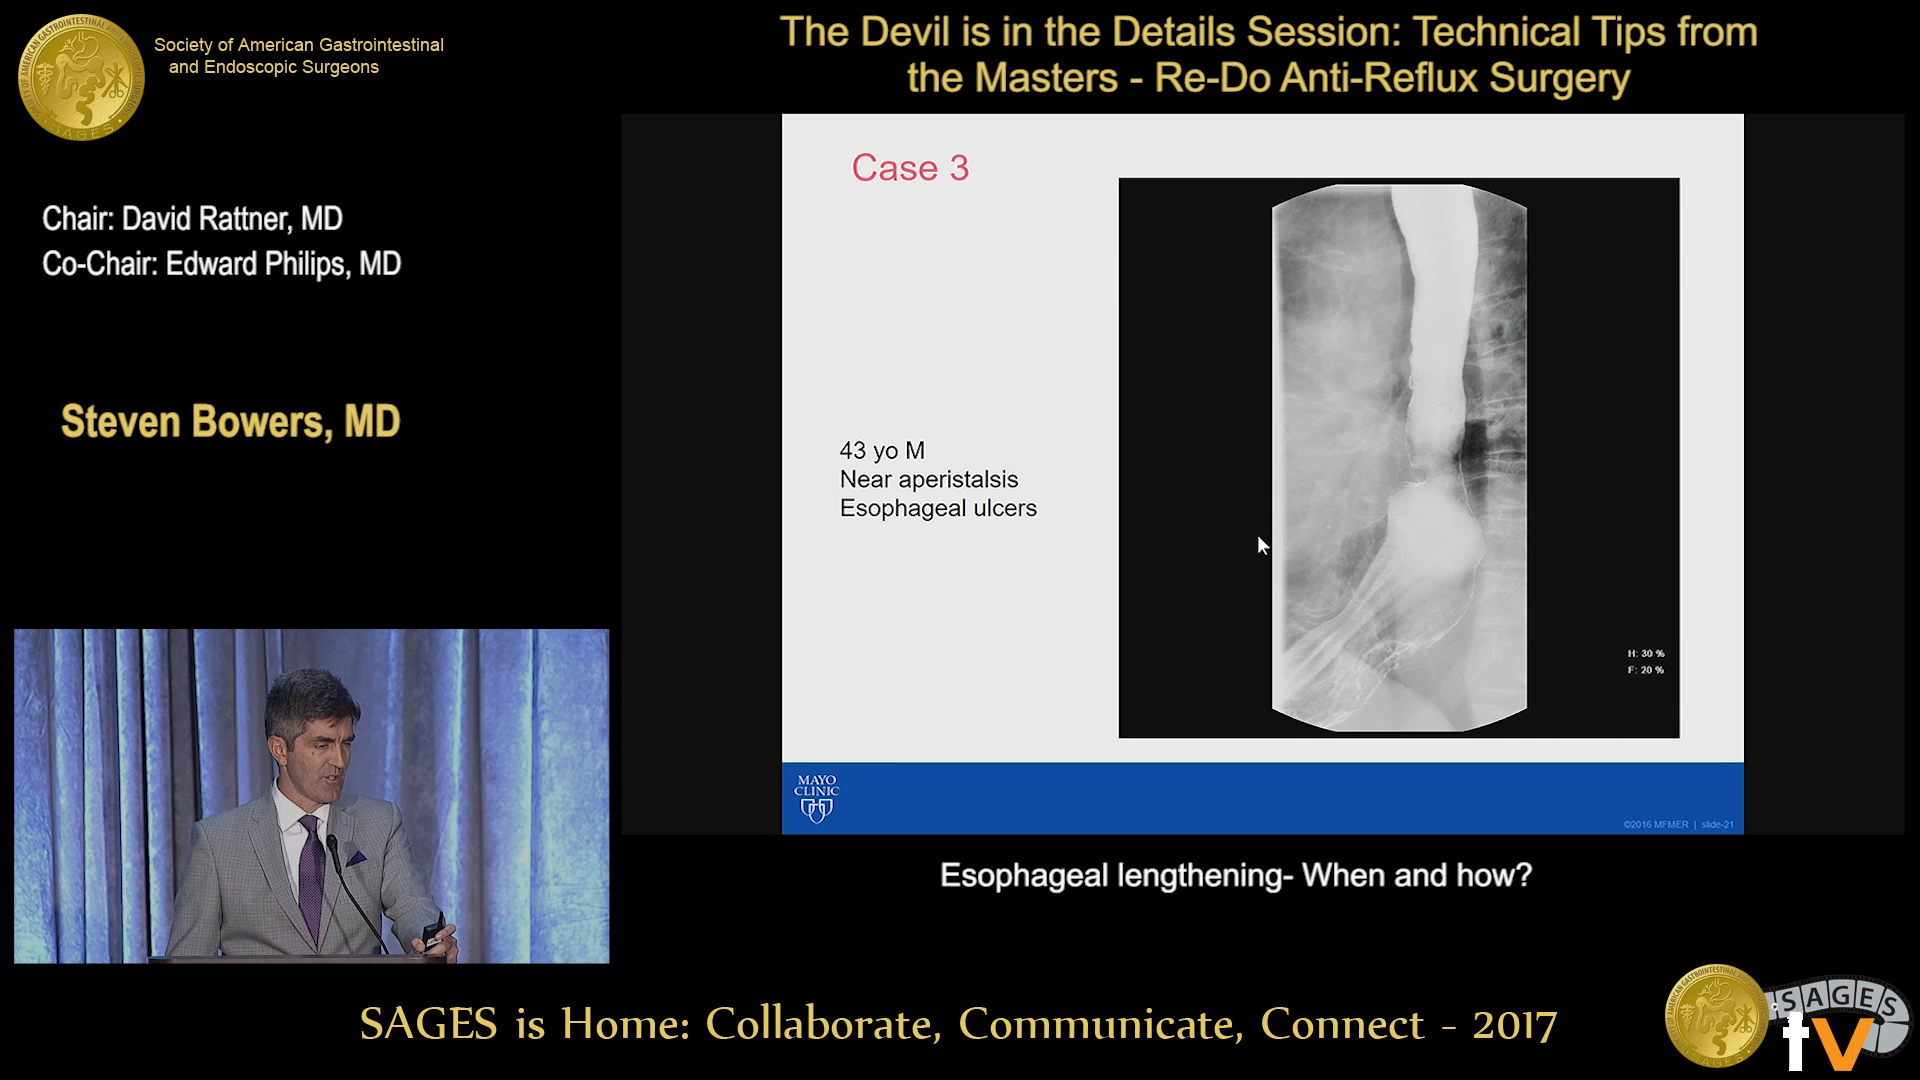 Society of American Gastrointestinal
and Endoscopic Surgeons
The Devil is in the Details Session: Technical Tips from
the Masters - Re-Do Anti-Reflux Surgery
Chair: David Rattner, MD
Co-Chair: Edward Philips, MD
Steven Bowers, MD
Case 3
43 yo M
Near aperistalsis
Esophageal ulcers
H: 30 %
F: 20 %
MAYO
CLINIC
©2016 MFMER | slide-21
Esophageal lengthening- When and how?
SAGES is Home: Collaborate, Communicate, Connect - 2017
SAGES
tv